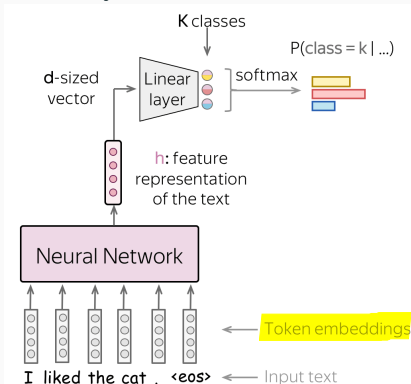 K classes
P(class = k | ...)
d-sized
vector
Linear
layer
softmax
h: feature
representation
of the text
Neural Network
Token embeddings
I liked the cat . <eos>
Input text